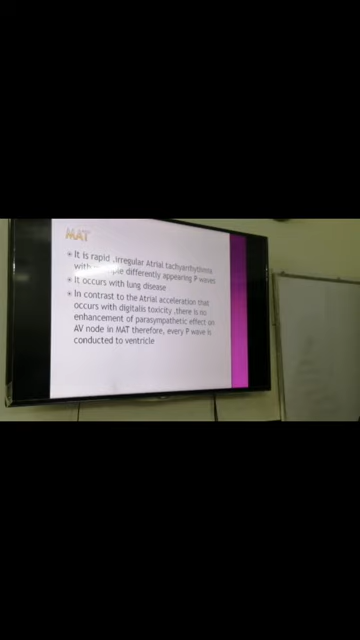 MAT
It is rapid ,irregular Atrial tachyarrhythmia
with differently appearing P waves
It occurs with lung disease
In contrast to the Atrial acceleration that
occurs with digitalis toxicity ,there is no
enhancement of parasympathetic effect on
AV node in MAT therefore, every P wave is
conducted to ventricle